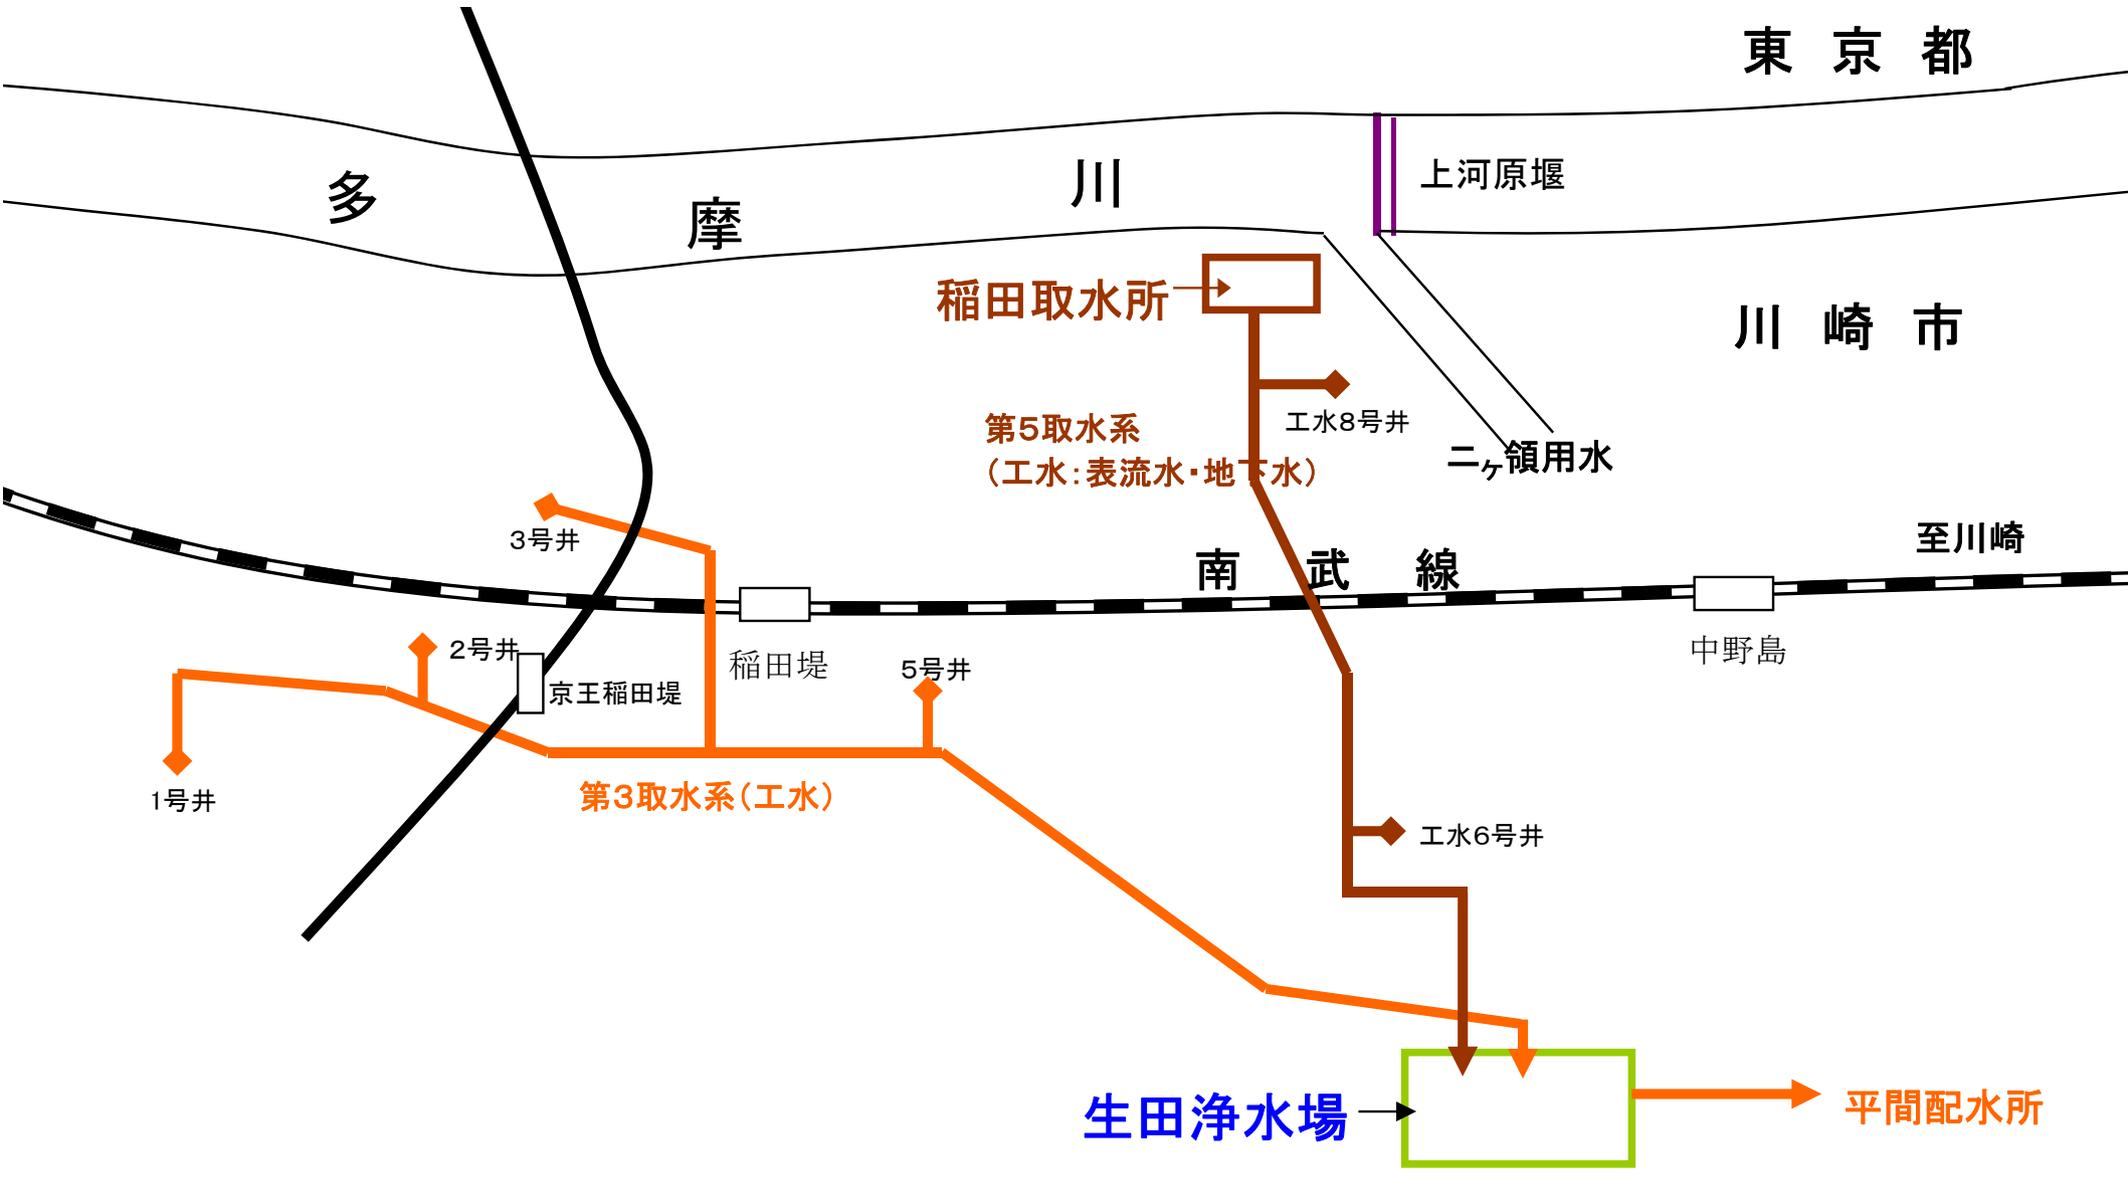 東京都
多摩川
上河原堰
稲田取水所
川崎市
工水8号井
第5取水系
（工水：表流水・地下水）
二ヶ領用水
3号井
南武線
至川崎
2号井
稲田堤
5号井
中野島
京王稲田堤
1号井
第3取水系（工水）
工水6号井
生田浄水場
平間配水所